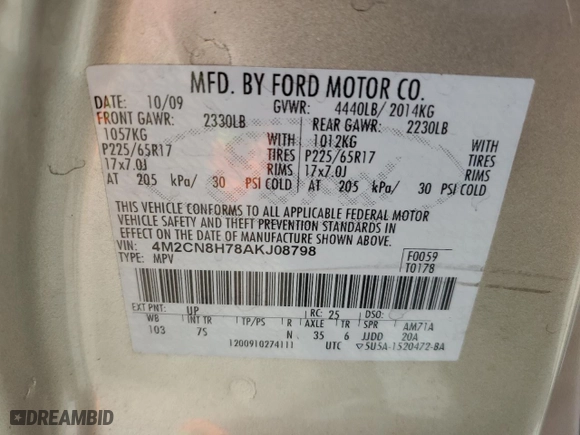 MFD. BY FORD MOTOR CO.
DATE: 10/09 GVWR: 4440LB/ 2014KG
FRONT GAWR: 2330LB REAR GAWR: 2230LB
1057KG WITH 1012KG WITH
P225/65R17 TIRES P225/65R17 TIRES
17x7.0J RIMS 17x7.0J RIMS
AT 205 kPa/ 30 PSI COLD AT 205 kPa/ 30 PSI COLD
THIS VEHICLE CONFORMS TO ALL APPLICABLE FEDERAL MOTOR
VEHICLE SAFETY AND THEFT PREVENTION STANDARDS IN
EFFECT ON THE DATE OF MANUFACTURE SHOWN ABOVE.
VIN: 4M2CN8H78AKJ08798 F0059
TYPE: MPV T0178
EXT PNT: UP RC: 25 DSO:
WB INT TR TP/PS R AXLE TR SPR AM71A
103 7S N 35 6 JJDD 20A
1200910274111 UTC 5U5A-1520472-BA
DREAMBID